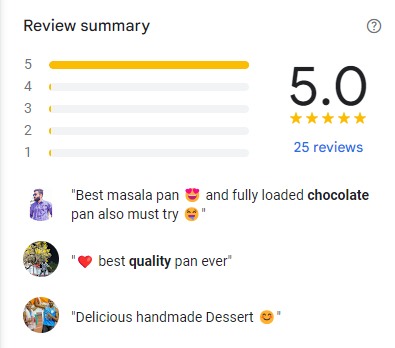 Review summary
5
4
3
2
1
5.0
25 reviews
"Best masala pan 😍 and fully loaded chocolate
pan also must try 😆 "
"❤️ best quality pan ever"
"Delicious handmade Dessert 😊 "